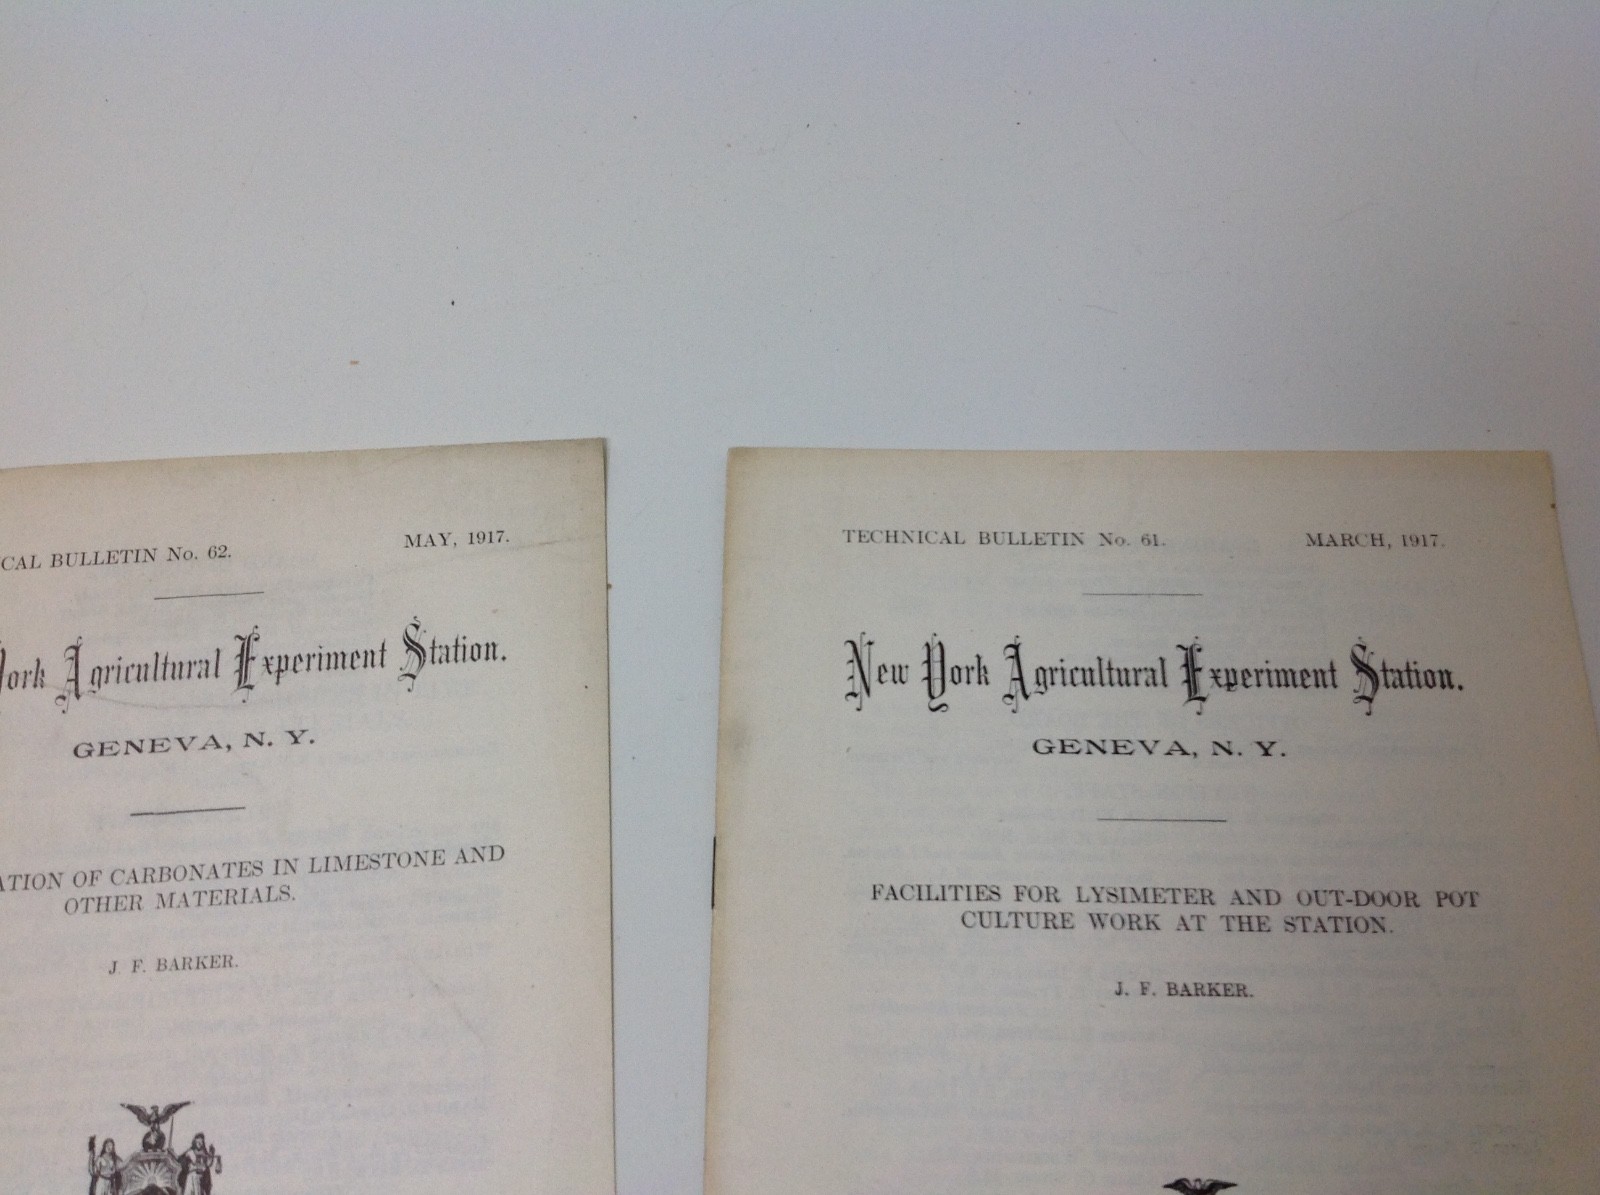 CAL BULLETIN No. 62. MAY, 1917.
ork Agricultural Experiment Station.
GENEVA, N. Y.
ATION OF CARBONATES IN LIMESTONE AND
OTHER MATERIALS.
J. F. BARKER.
TECHNICAL BULLETIN No. 61. MARCH, 1917.
New York Agricultural Experiment Station.
GENEVA, N. Y.
FACILITIES FOR LYSIMETER AND OUT-DOOR POT
CULTURE WORK AT THE STATION.
J. F. BARKER.